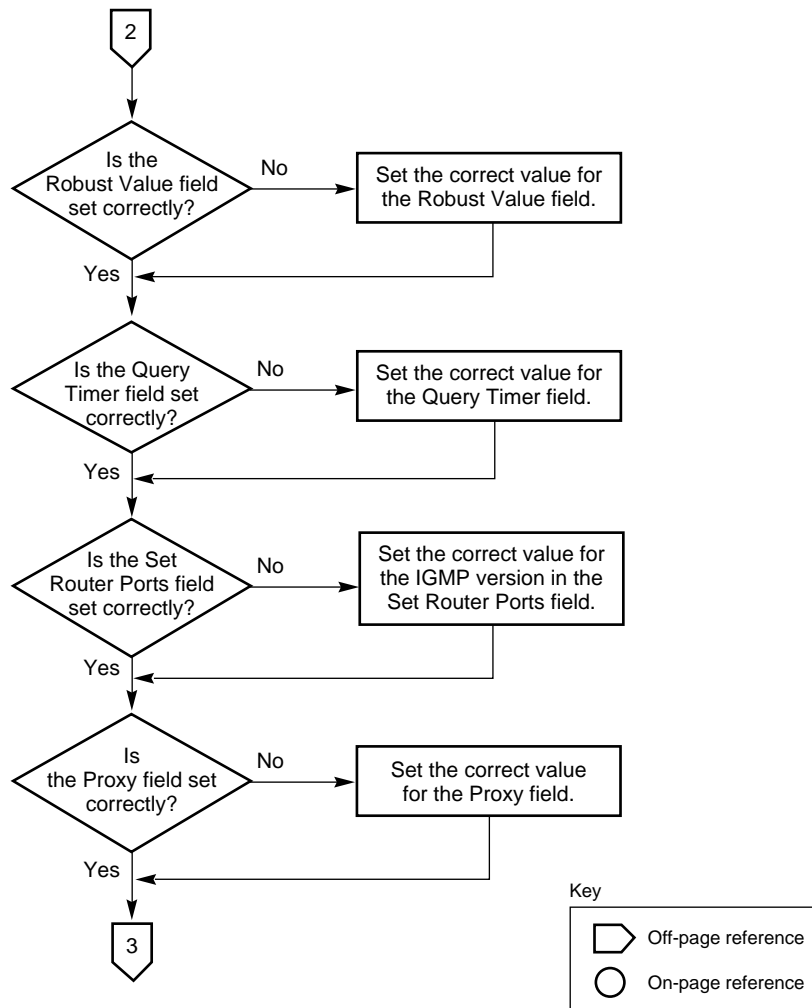 2
Is the
Robust Value field
set correctly?
No
Set the correct value for
the Robust Value field.
Yes
Is the Query
Timer field set
correctly?
No
Set the correct value for
the Query Timer field.
Yes
Is the Set
Router Ports field
set correctly?
No
Set the correct value for
the IGMP version in the
Set Router Ports field.
Yes
Is
the Proxy field set
correctly?
No
Set the correct value
for the Proxy field.
Yes
3
Key
Off-page reference
On-page reference